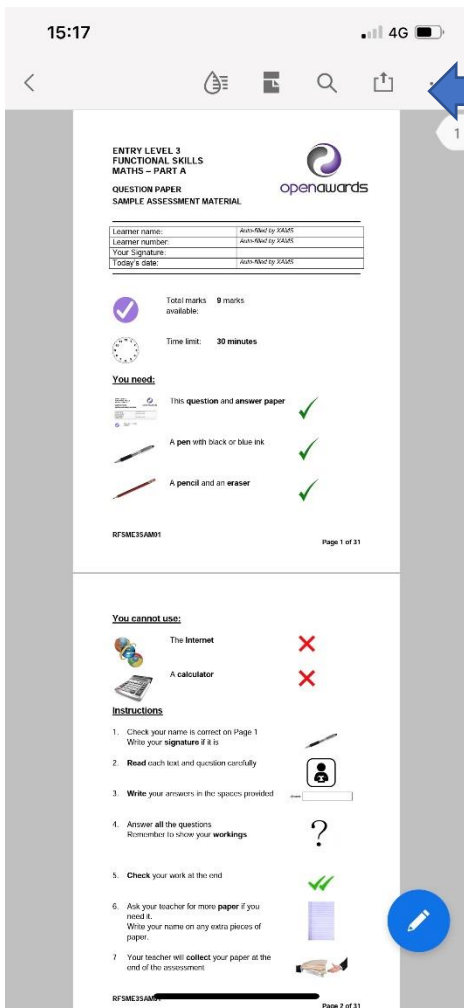 15:17
4G
1
ENTRY LEVEL 3
FUNCTIONAL SKILLS
MATHS – PART A
QUESTION PAPER
SAMPLE ASSESSMENT MATERIAL
openawards
Learner name: Auto-filled by XAMS
Learner number: Auto-filled by XAMS
Your Signature:
Today's date: Auto-filled by XAMS
Total marks available: 9 marks
Time limit: 30 minutes
You need:
This question and answer paper
A pen with black or blue ink
A pencil and an eraser
RFSME3SAM01
Page 1 of 31
You cannot use:
The Internet
A calculator
Instructions
1. Check your name is correct on Page 1
Write your signature if it is
2. Read each text and question carefully
3. Write your answers in the spaces provided
4. Answer all the questions
Remember to show your workings
?
5. Check your work at the end
6. Ask your teacher for more paper if you
need it.
Write your name on any extra pieces of
paper.
7 Your teacher will collect your paper at the
end of the assessment
Page 2 of 31